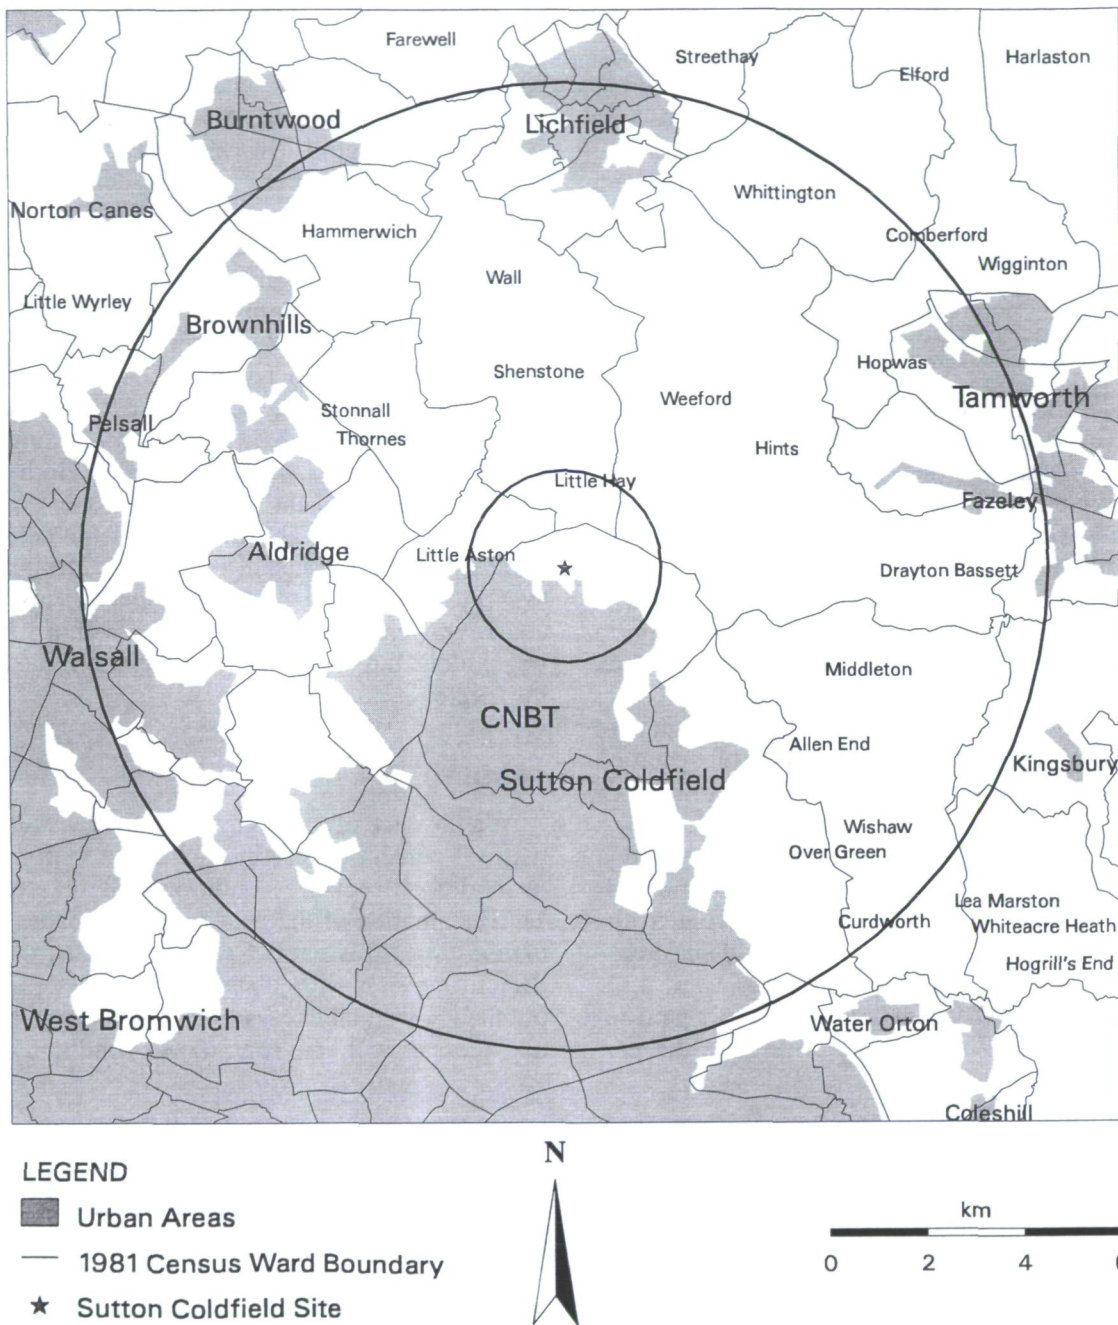 Farewell
Streethay
Harlaston
Elford
Burntwood
Lichfield
Whittington
Norton Canes
Hammerwich
Comberford
Wall
Wigginton
Little Wyrley
Brownhills
Shenstone
Hopwas
Weeford
Tamworth
Stonnall
Pelsall
Thornes
Hints
Little Hay
Fazeley
Aldridge
Little Aston
Drayton Bassett
Walsall
Middleton
CNBT
Allen End
Kingsbury
Sutton Coldfield
Wishaw
Over Green
Lea Marston
Curdworth
Whiteacre Heath
Hogrill's End
West Bromwich
Water Orton
Coleshill
LEGEND
Urban Areas
1981 Census Ward Boundary
Sutton Coldfield Site
N
km
0 2 4